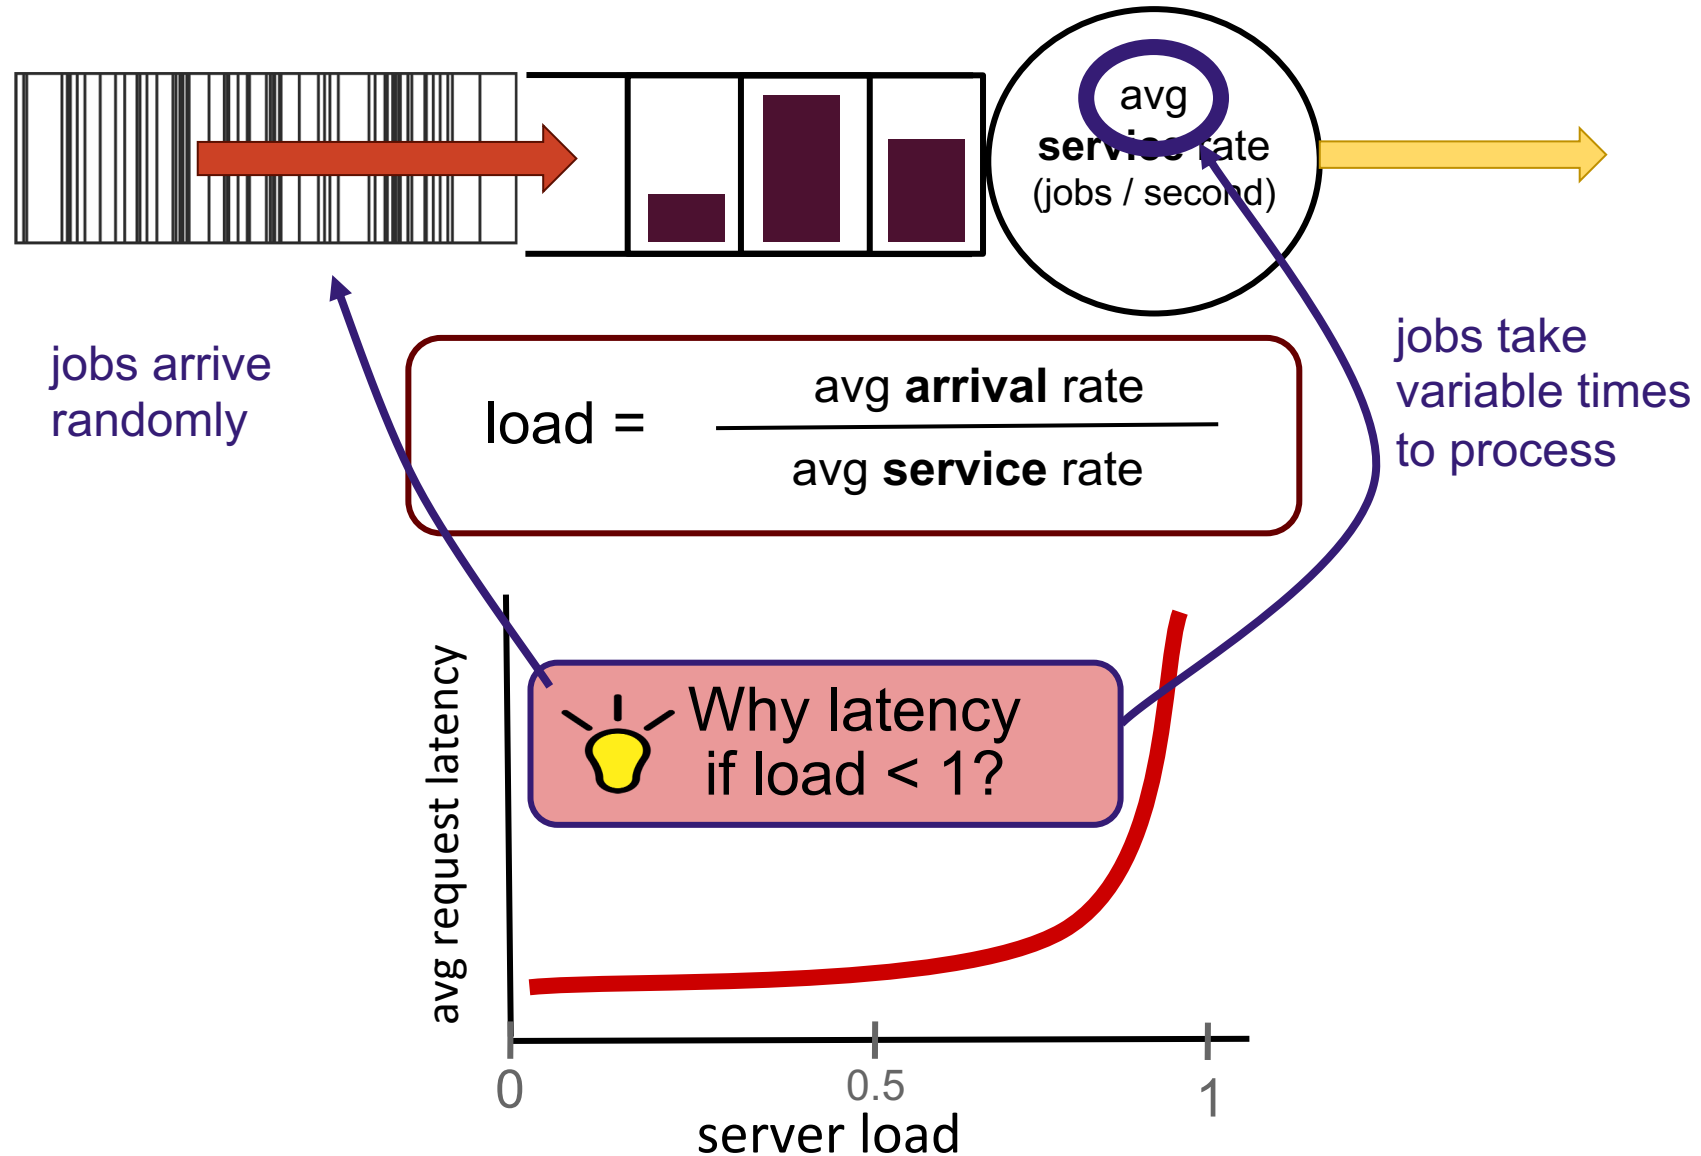 avg
service rate
(jobs / second)
jobs arrive
randomly
jobs take
variable times
to process
load =
avg arrival rate
avg service rate
Why latency
if load < 1?
avg request latency
0
0.5
1
server load